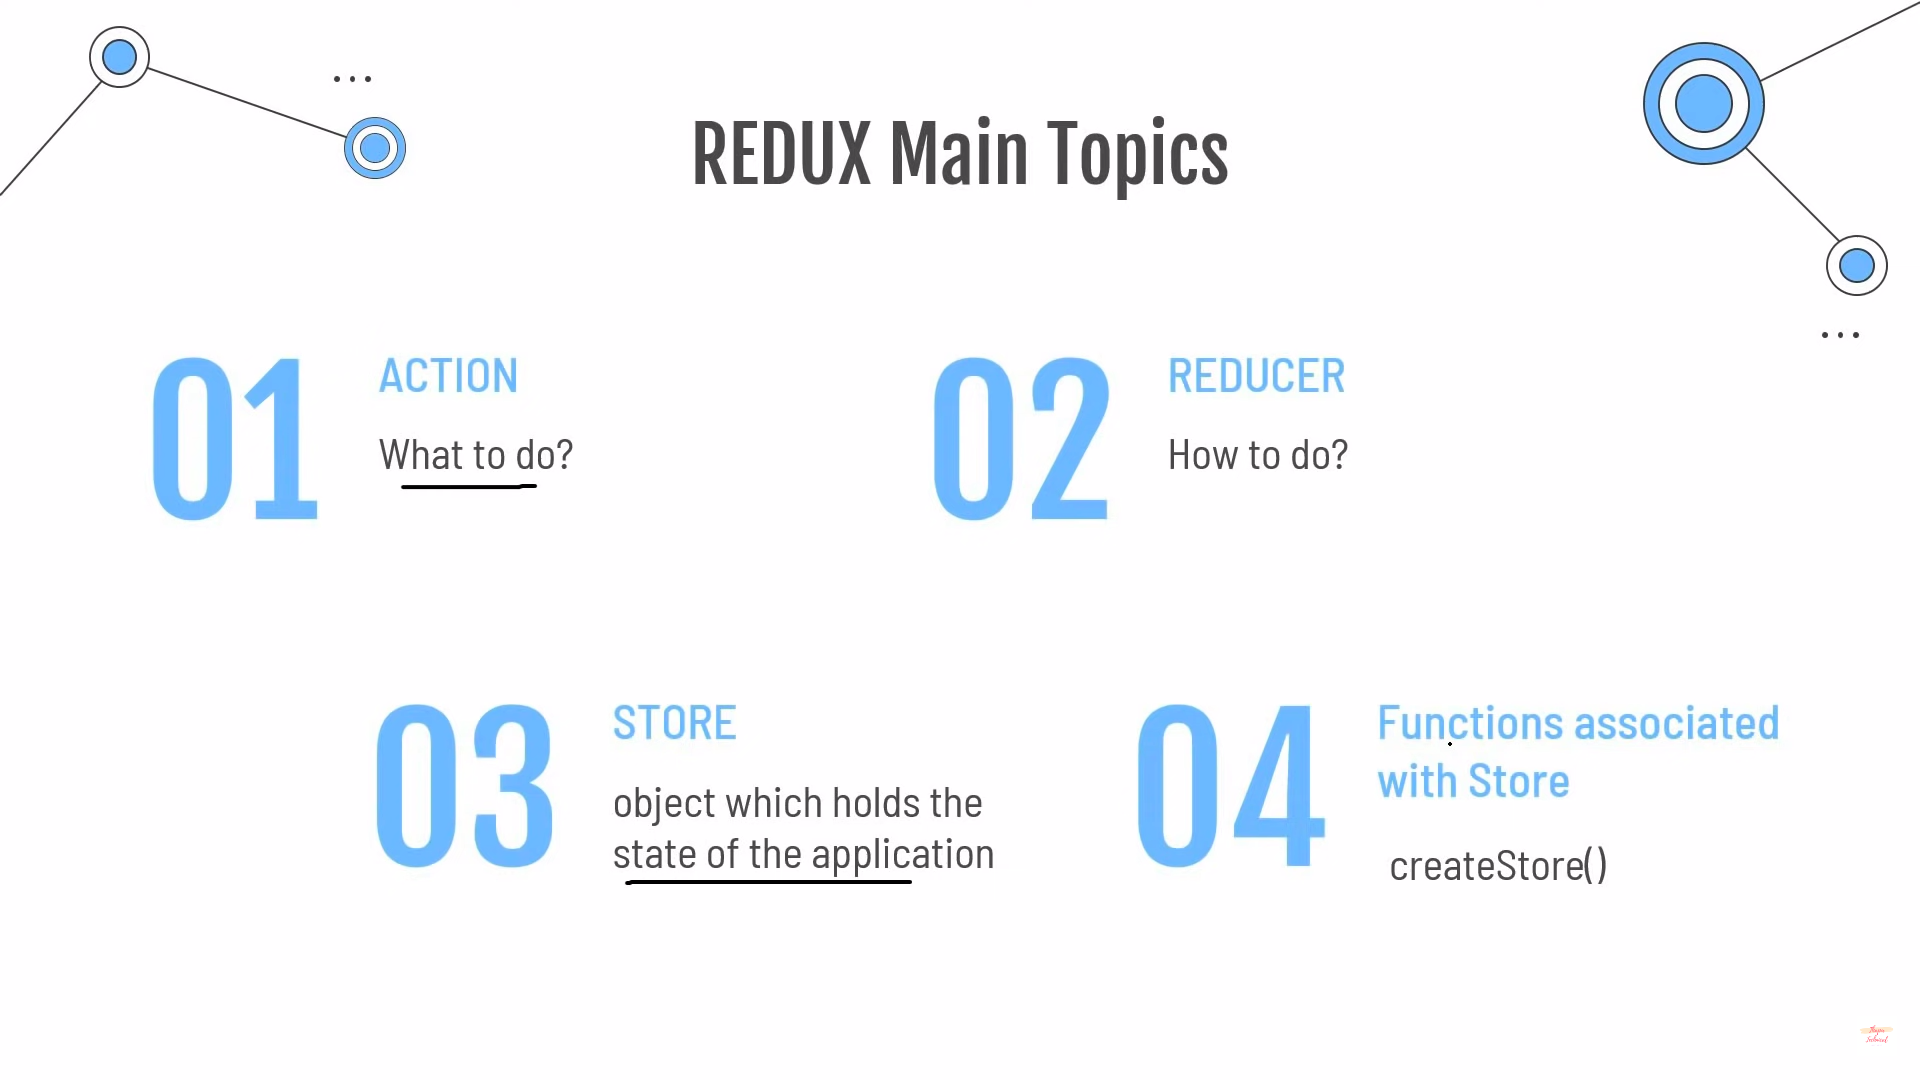 REDUX Main Topics
01
ACTION
What to do?
02
REDUCER
How to do?
03
STORE
object which holds the
state of the application
04
Functions associated
with Store
createStore()